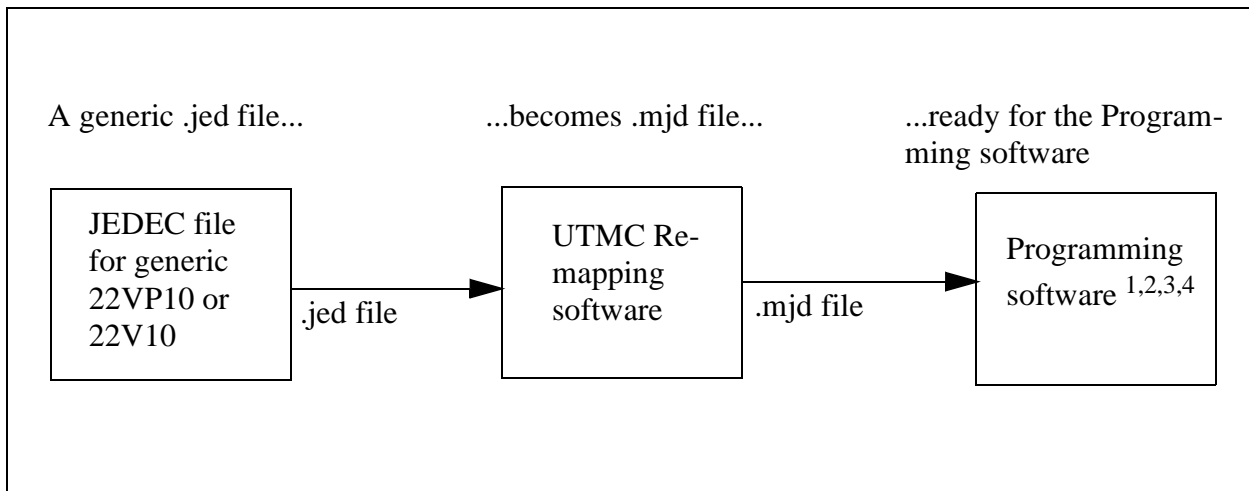 A generic .jed file...
...becomes .mjd file...
...ready for the Program-
ming software
JEDEC file
for generic
22VP10 or
22V10
.jed file
UTMC Re-
mapping
software
.mjd file
Programming
software 1,2,3,4